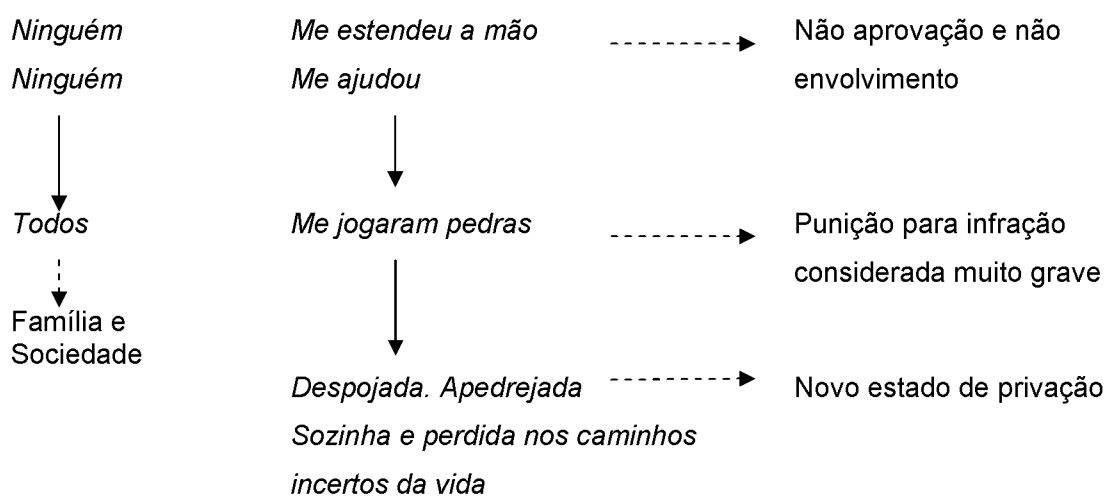 Ninguém Me estendeu a mão Não aprovação e não
Ninguém Me ajudou envolvimento
Todos Me jogaram pedras Punição para infração
considerada muito grave
Família e
Sociedade
Despojada. Apedrejada Novo estado de privação
Sozinha e perdida nos caminhos
incertos da vida